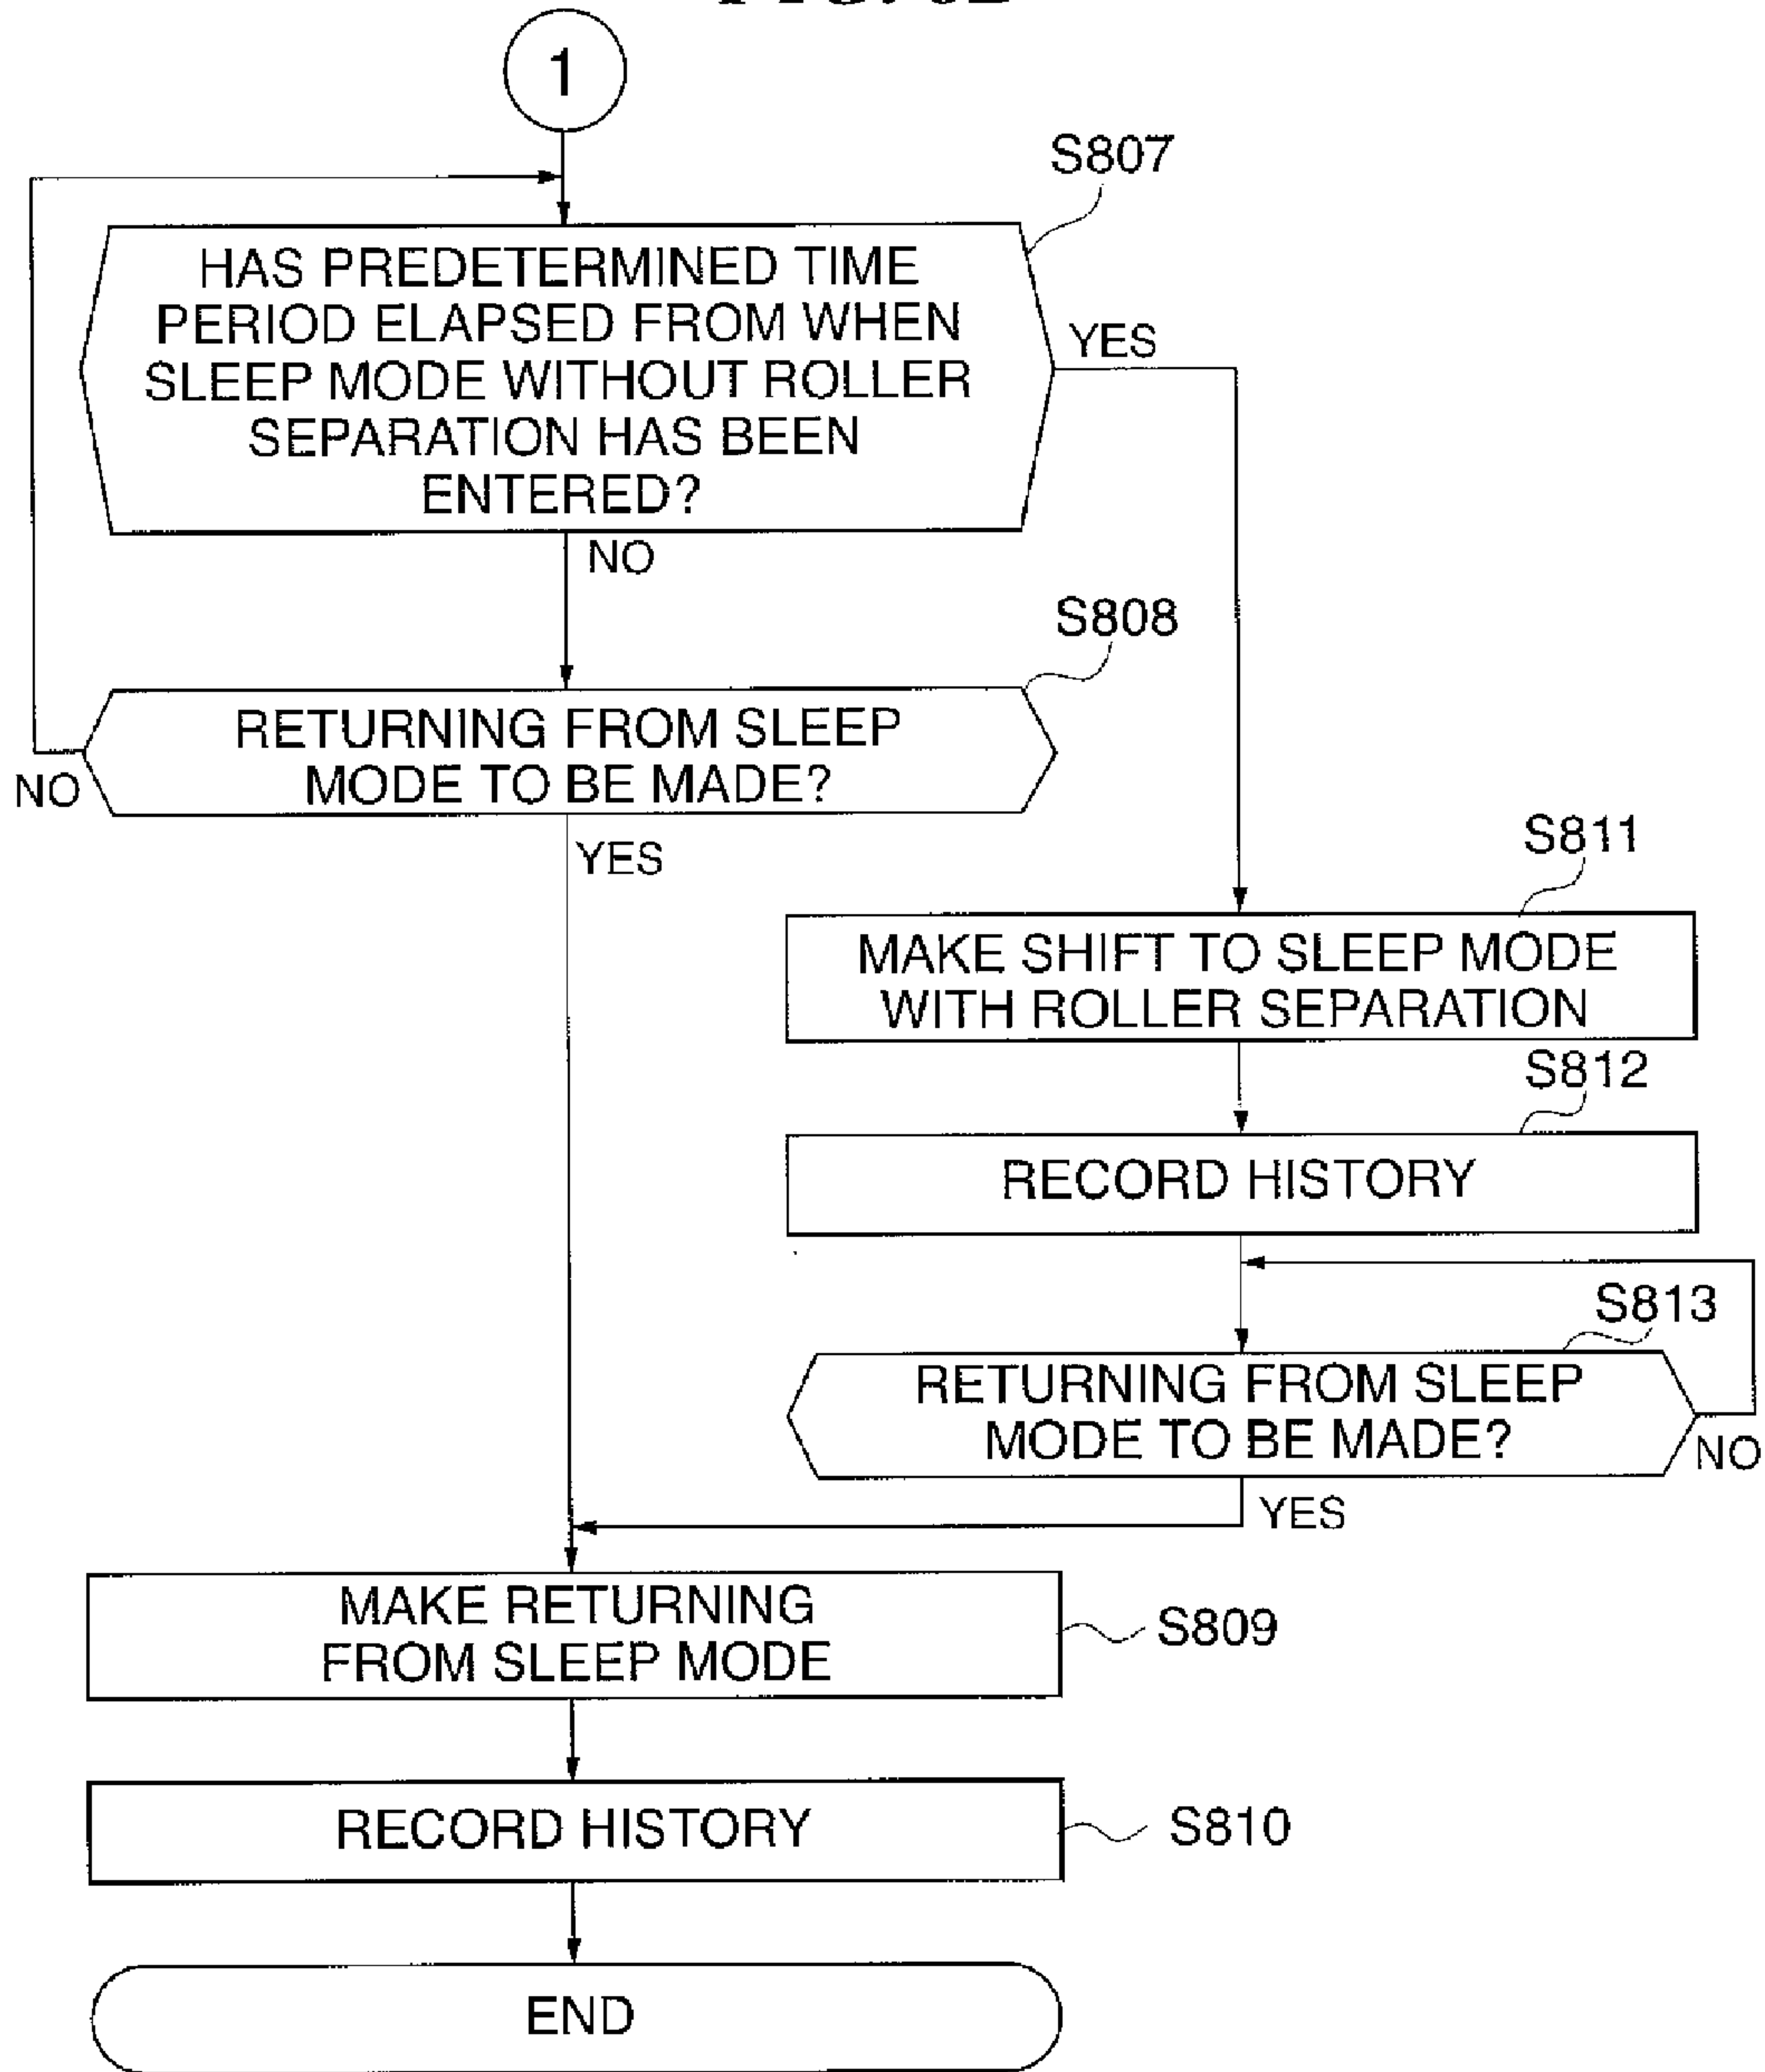 1
S807
HAS PREDETERMINED TIME
PERIOD ELAPSED FROM WHEN
SLEEP MODE WITHOUT ROLLER
SEPARATION HAS BEEN
ENTERED?
YES
NO
S808
RETURNING FROM SLEEP
MODE TO BE MADE?
NO
YES
S811
MAKE SHIFT TO SLEEP MODE
WITH ROLLER SEPARATION
S812
RECORD HISTORY
S813
RETURNING FROM SLEEP
MODE TO BE MADE?
NO
YES
MAKE RETURNING
FROM SLEEP MODE
S809
RECORD HISTORY
S810
END